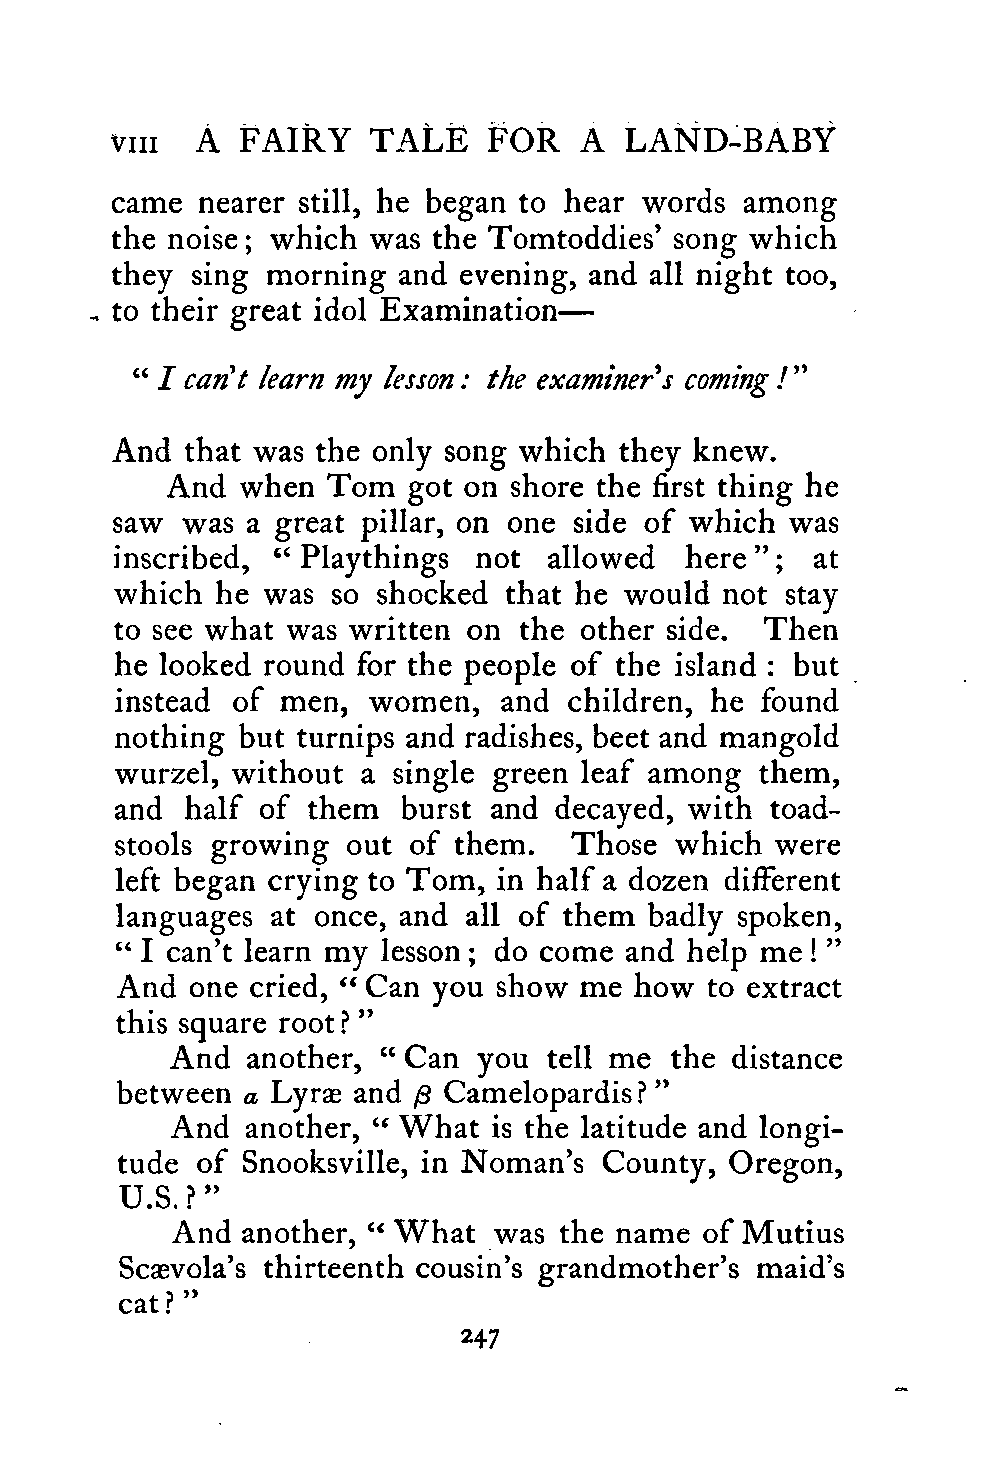 VIII A FAIRY TALE FOR A LAND-BABY
came nearer still, he began to hear words among
the noise; which was the Tomtoddies' song which
they sing morning and evening, and all night too,
to their great idol Examination—
"I can't learn my lesson: the examiner's coming!"
And that was the only song which they knew.
And when Tom got on shore the first thing he
saw was a great pillar, on one side of which was
inscribed, "Playthings not allowed here"; at
which he was so shocked that he would not stay
to see what was written on the other side. Then
he looked round for the people of the island: but
instead of men, women, and children, he found
nothing but turnips and radishes, beet and mangold
wurzel, without a single green leaf among them,
and half of them burst and decayed, with toad-
stools growing out of them. Those which were
left began crying to Tom, in half a dozen different
languages at once, and all of them badly spoken,
"I can't learn my lesson; do come and help me!"
And one cried, "Can you show me how to extract
this square root?"
And another, "Can you tell me the distance
between α Lyræ and β Camelopardis?"
And another, "What is the latitude and longi-
tude of Snooksville, in Noman's County, Oregon,
U.S.?"
And another, "What was the name of Mutius
Scævola's thirteenth cousin's grandmother's maid's
cat?"
247